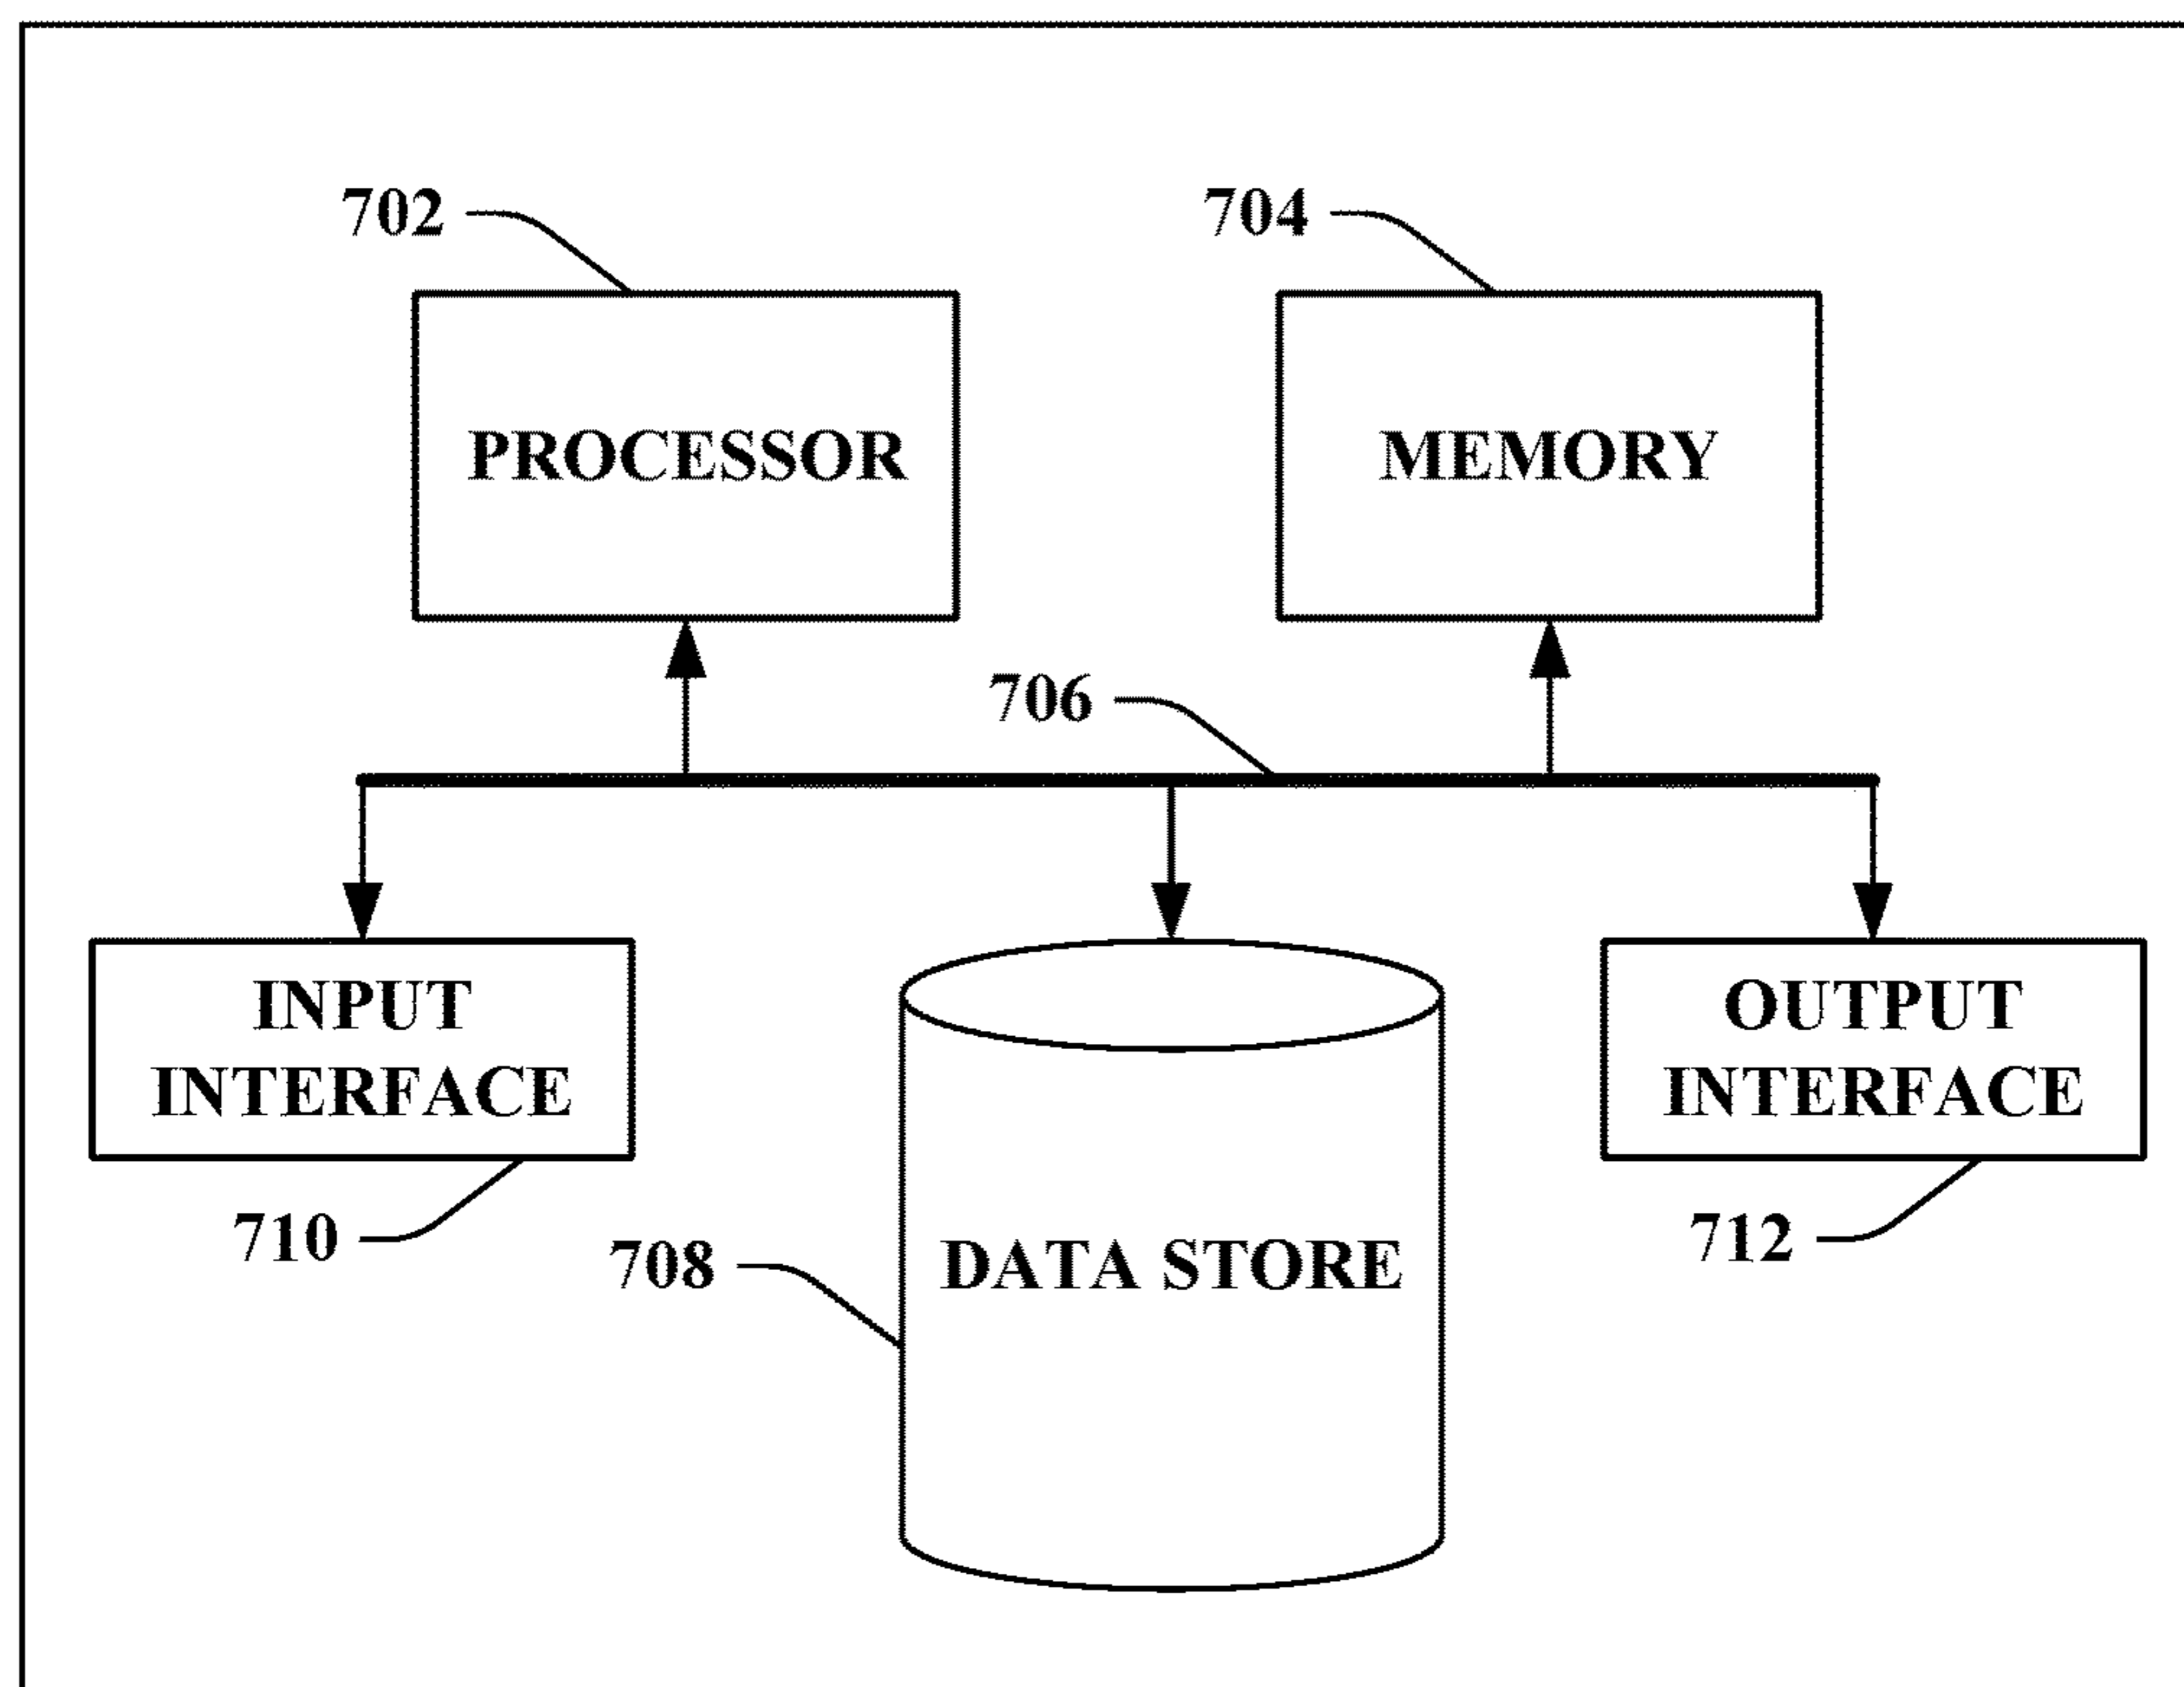 702
704
PROCESSOR
MEMORY
706
INPUT
INTERFACE
OUTPUT
INTERFACE
710
708
DATA STORE
712